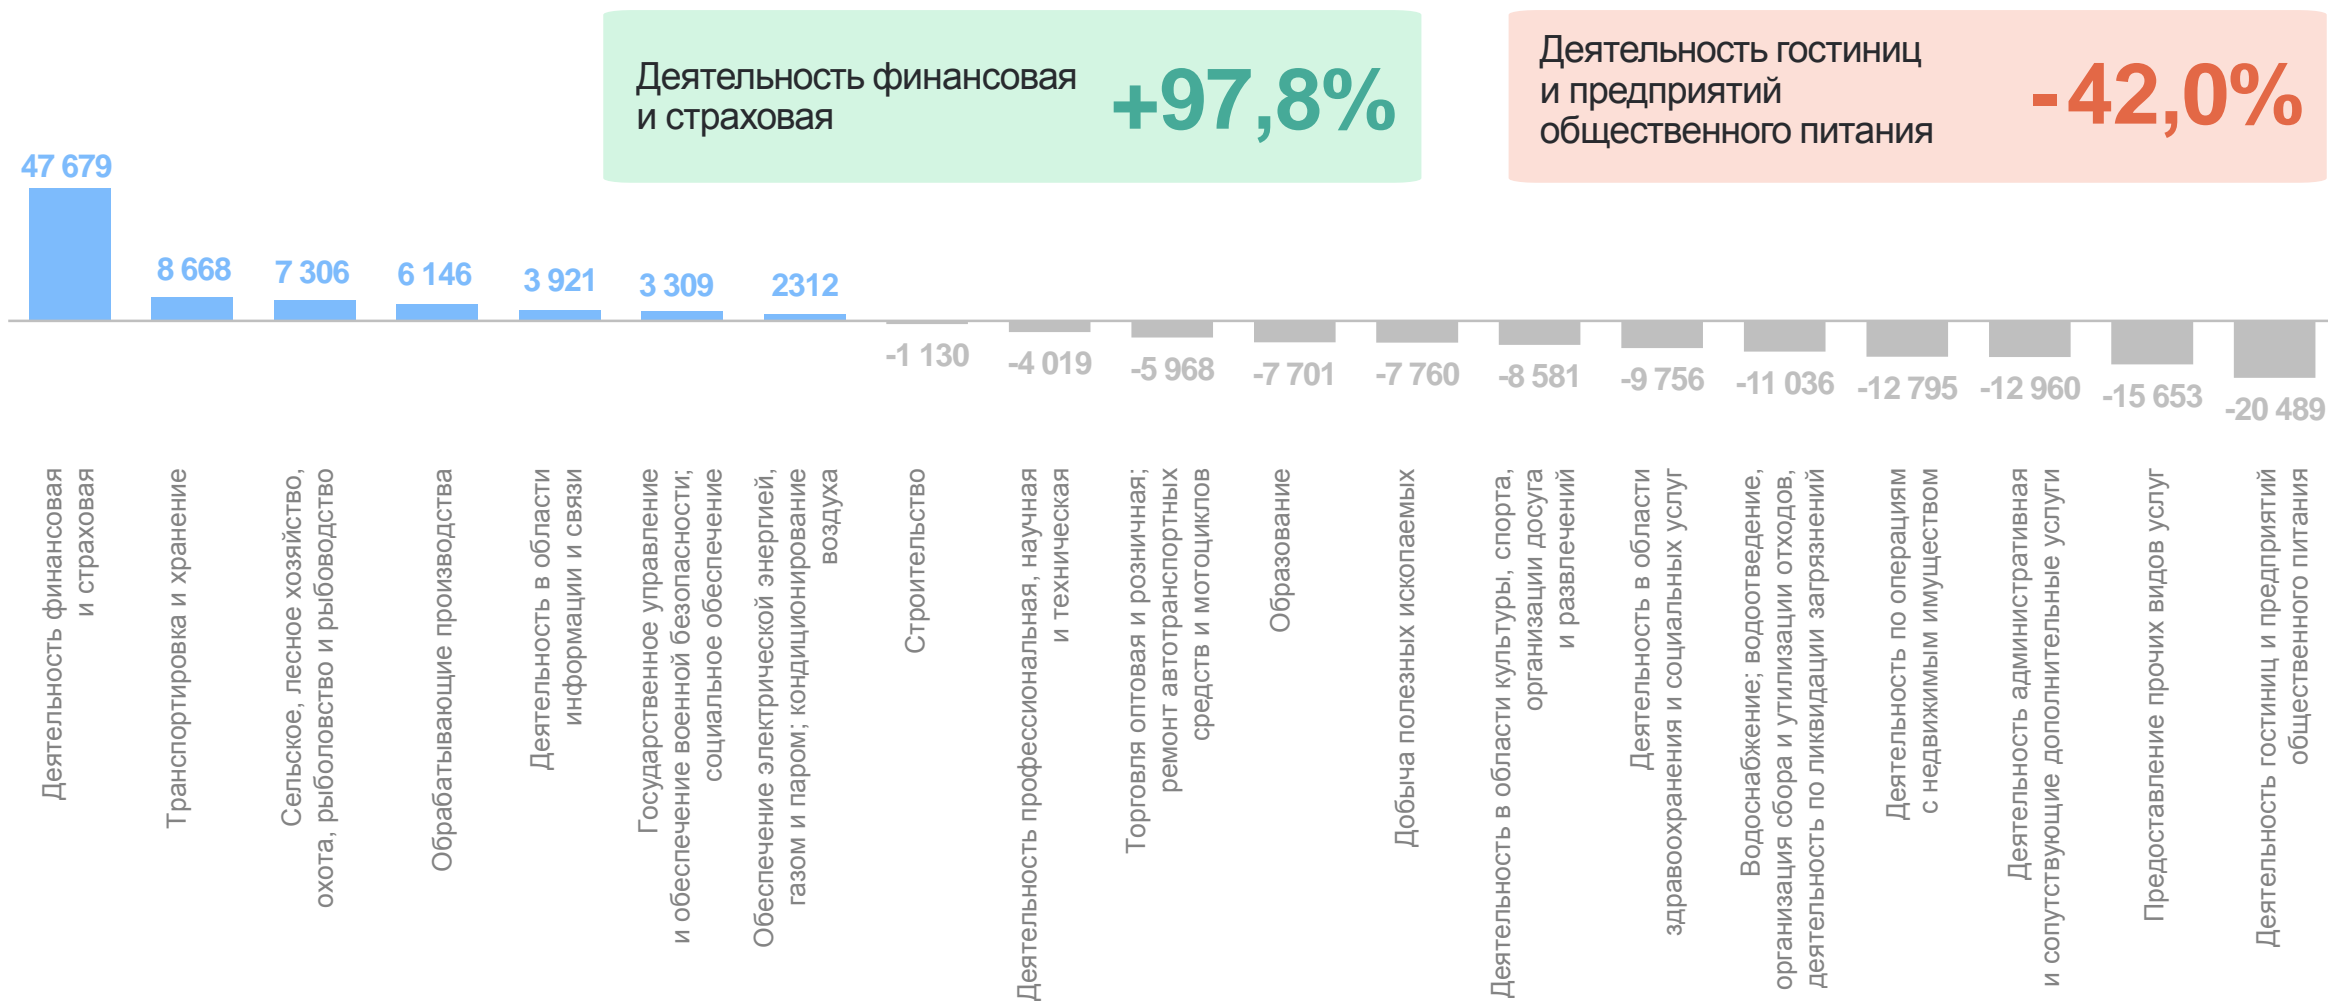 Деятельность финансовая
и страховая
+97,8%
Деятельность гостиниц
и предприятий
общественного питания
-42,0%
47 679
8 668
7 306
6 146
3 921
3 309
2312
-1 130
-4 019
-5 968
-7 701
-7 760
-8 581
-9 756
-11 036
-12 795
-12 960
-15 653
-20 489
Деятельность финансовая
и страховая
Транспортировка и хранение
Сельское, лесное хозяйство,
охота, рыболовство и рыбоводство
Обрабатывающие производства
Деятельность в области
информации и связи
Государственное управление
и обеспечение военной безопасности;
социальное обеспечение
Обеспечение электрической энергией,
газом и паром; кондиционирование
воздуха
Строительство
Деятельность профессиональная, научная
и техническая
Торговля оптовая и розничная;
ремонт автотранспортных
средств и мотоциклов
Образование
Добыча полезных ископаемых
Деятельность в области культуры, спорта,
организации досуга
и развлечений
Деятельность в области
здравоохранения и социальных услуг
Водоснабжение; водоотведение,
организация сбора и утилизации отходов,
деятельность по ликвидации загрязнений
Деятельность по операциям
с недвижимым имуществом
Деятельность административная
и сопутствующие дополнительные услуги
Предоставление прочих видов услуг
Деятельность гостиниц и предприятий
общественного питания